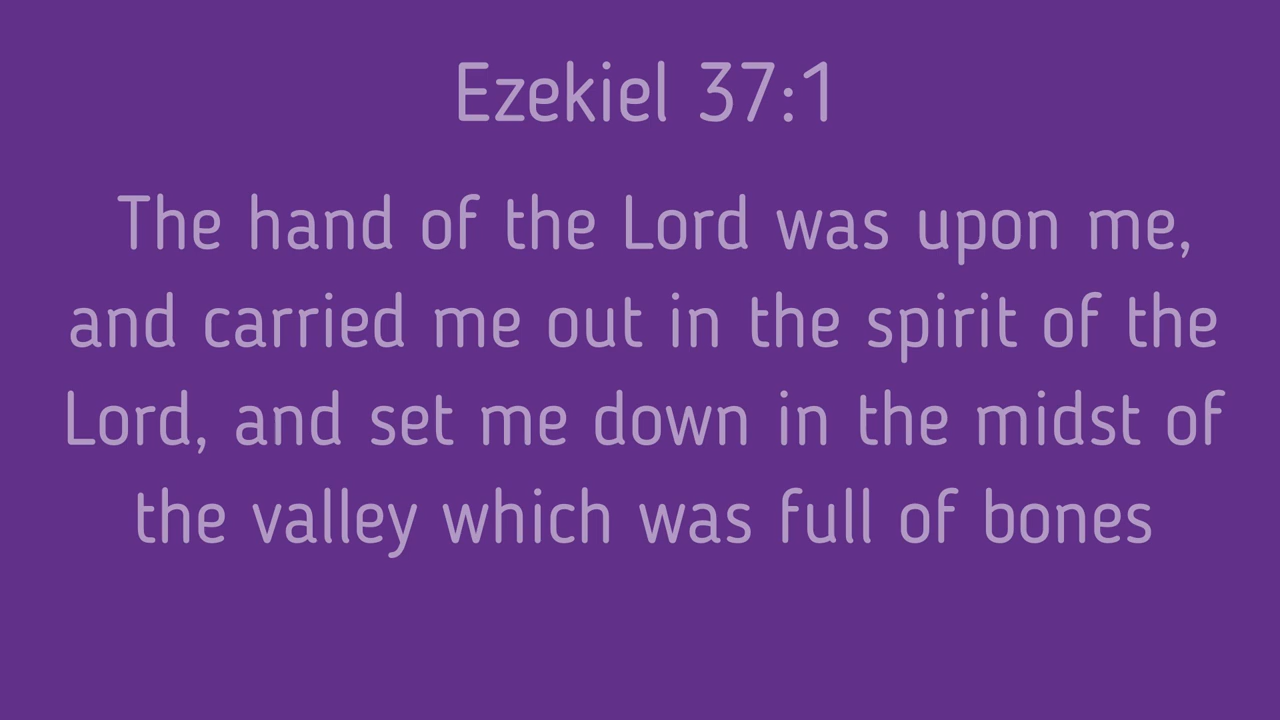 Ezekiel 37:1
The hand of the Lord was upon me,
and carried me out in the spirit of the
Lord, and set me down in the midst of
the valley which was full of bones